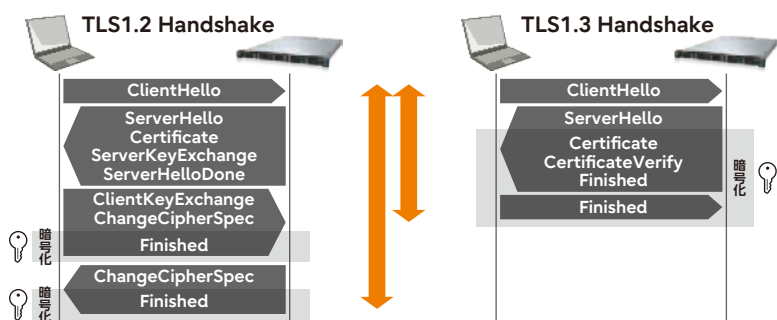 TLS1.2 Handshake
ClientHello
ServerHello
Certificate
ServerKeyExchange
ServerHelloDone
ClientKeyExchange
ChangeCipherSpec
Finished
暗号化
ChangeCipherSpec
Finished
暗号化
TLS1.3 Handshake
ClientHello
ServerHello
Certificate
CertificateVerify
Finished
Finished
暗号化